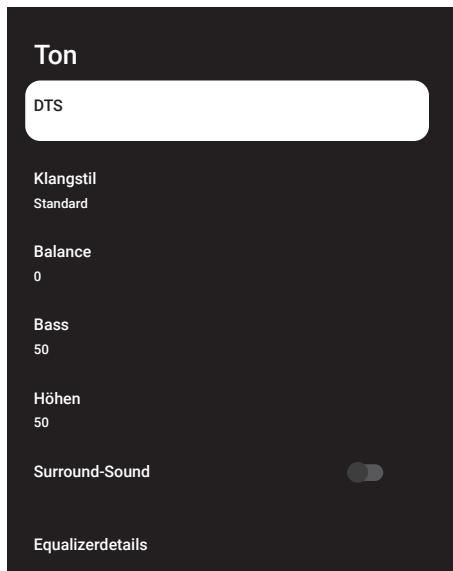 Ton
DTS
Klangstil
Standard
Balance
0
Bass
50
Höhen
50
Surround-Sound
Equalizerdetails